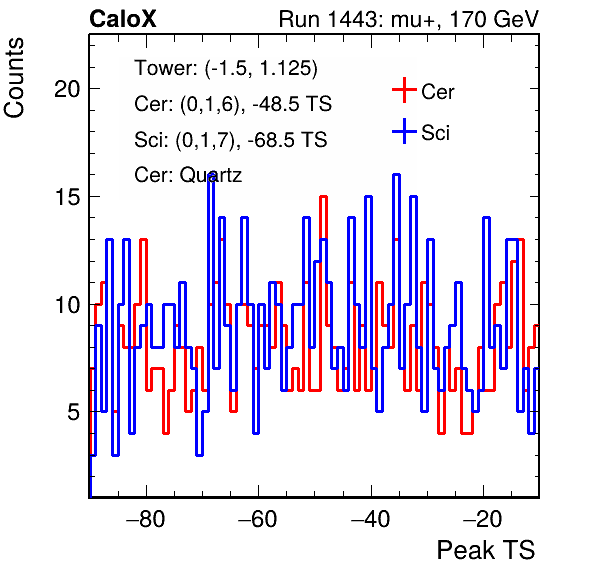 CaloX Run 1443: mu+, 170 GeV
Counts
Tower: (-1.5, 1.125)
Cer: (0,1,6), -48.5 TS
Sci: (0,1,7), -68.5 TS
Cer: Quartz
Cer
Sci
20
15
10
5
−80 −60 −40 −20
Peak TS